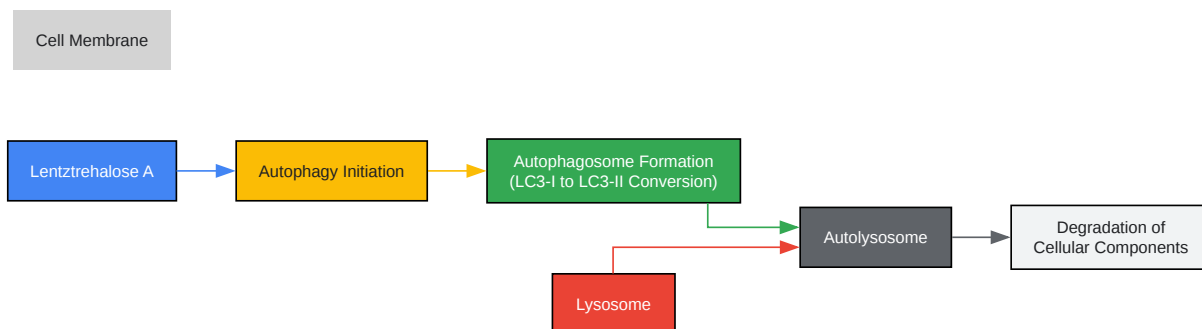 Cell Membrane
Lentztrehalose A
Autophagy Initiation
Autophagosome Formation
(LC3-I to LC3-II Conversion)
Autolysosome
Degradation of
Cellular Components
Lysosome